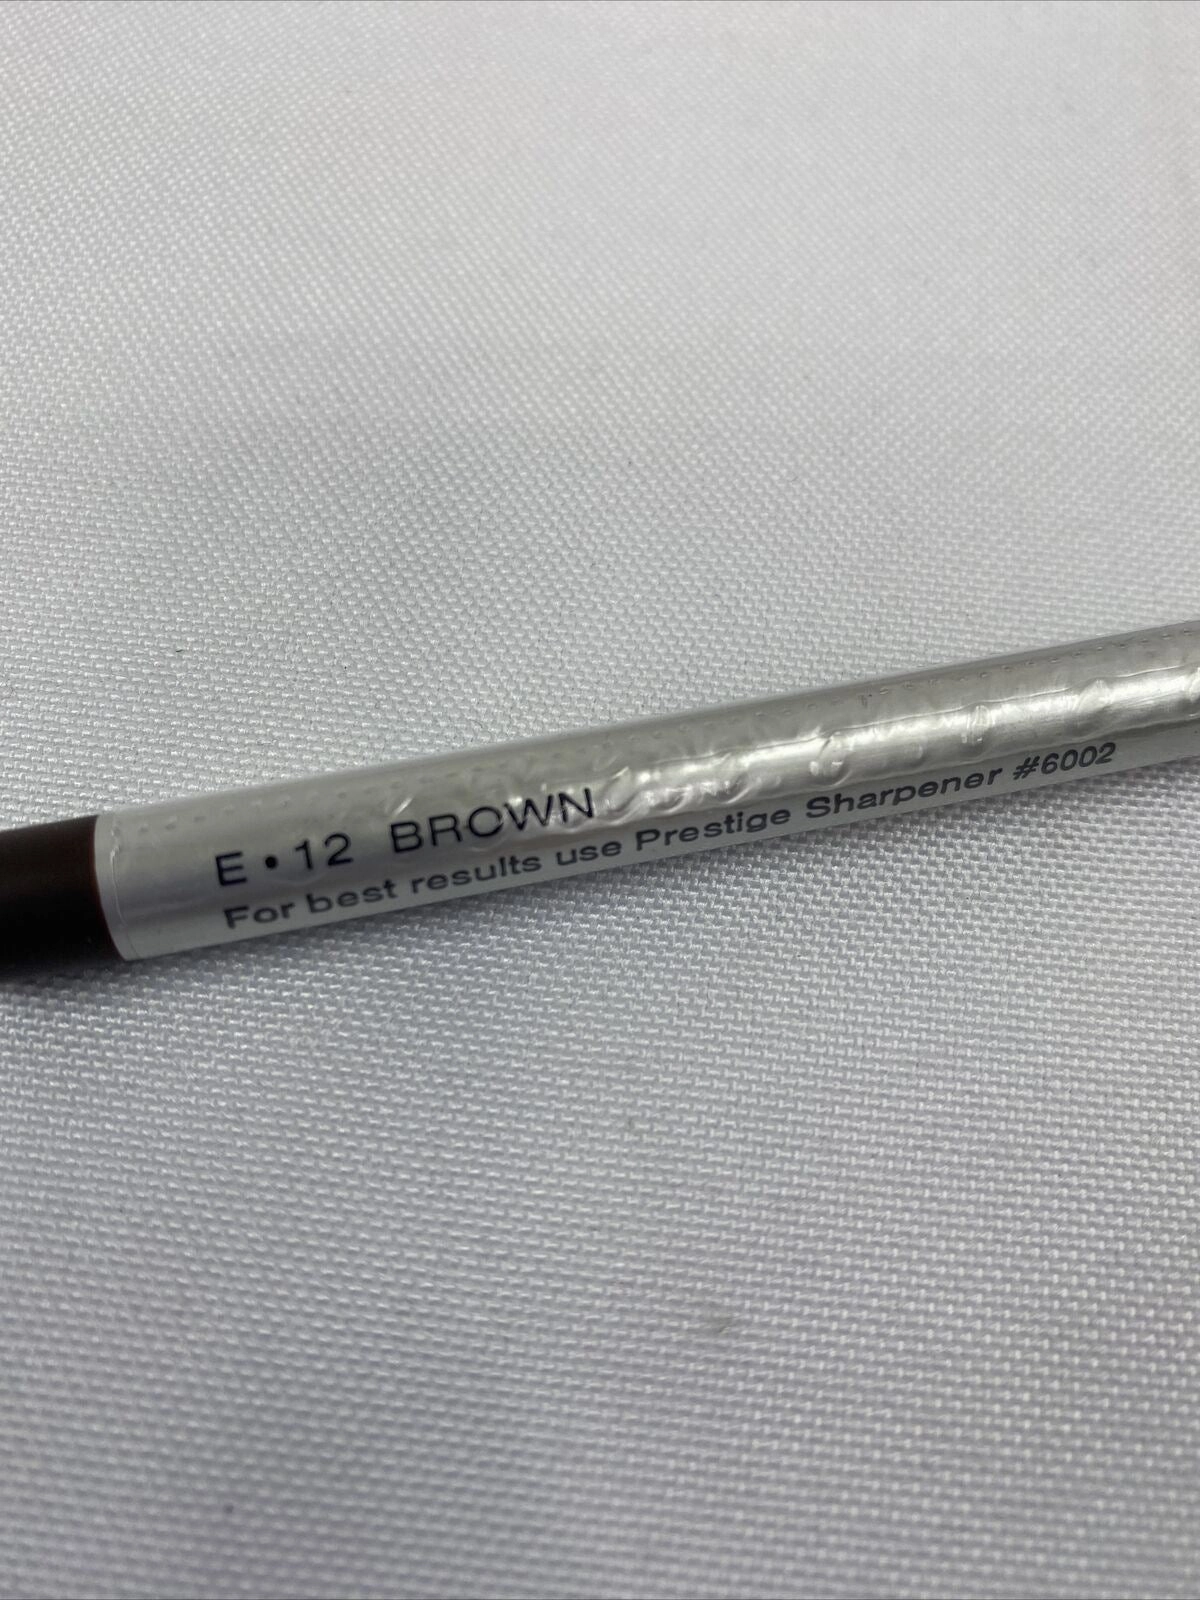 E • 12 BROWN
For best results use Prestige Sharpener #6002